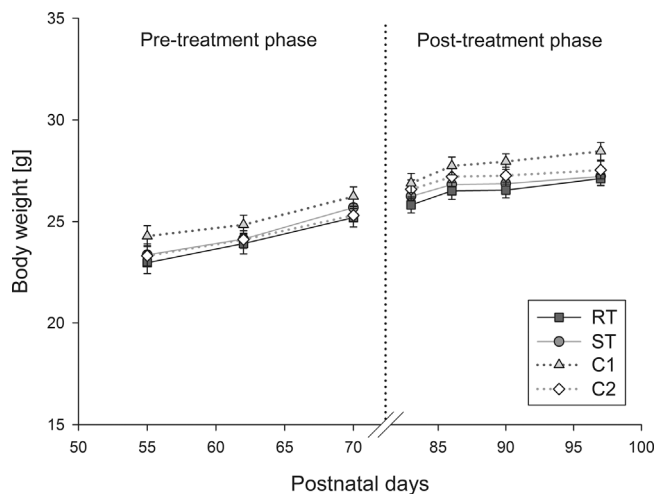 35
Pre-treatment phase
Post-treatment phase
30
Body weight [g]
25
20
RT
ST
C1
C2
15
50
55
60
65
70
85
90
95
100
Postnatal days